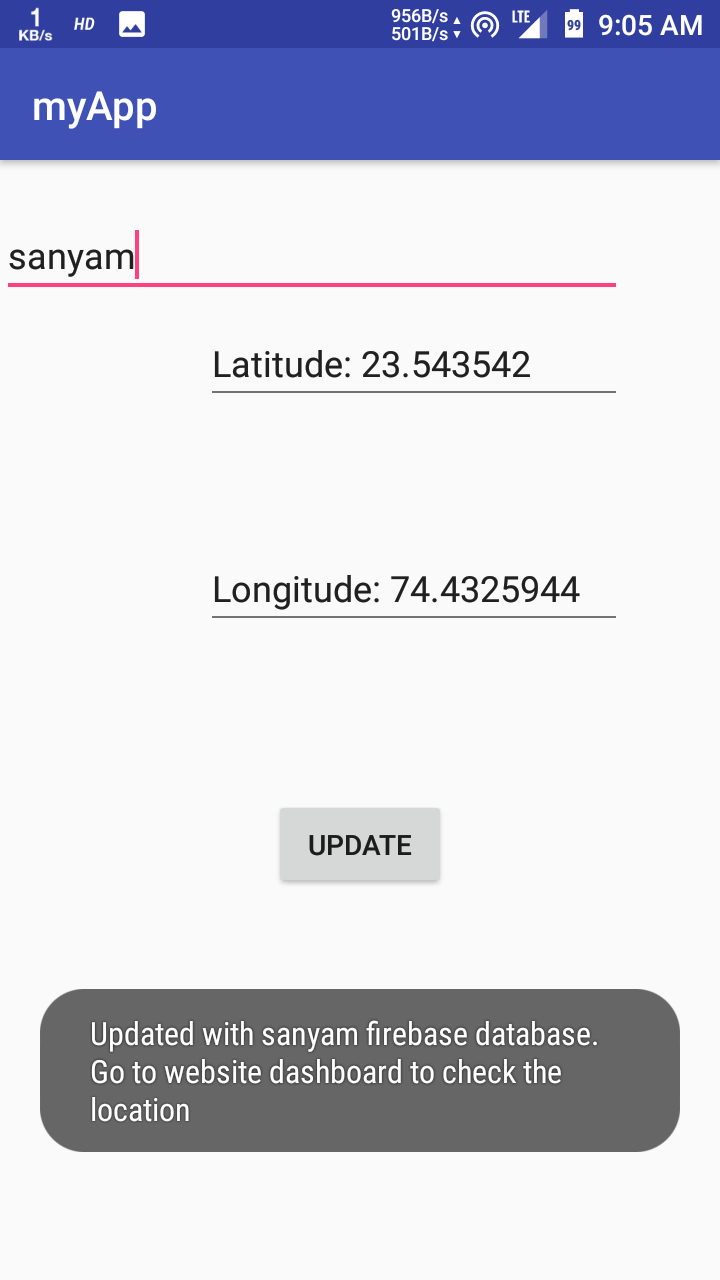 1
KB/s
HD
956B/s
501B/s
LTE
99
9:05 AM
myApp
sanyam
Latitude: 23.543542
Longitude: 74.4325944
UPDATE
Updated with sanyam firebase database.
Go to website dashboard to check the
location